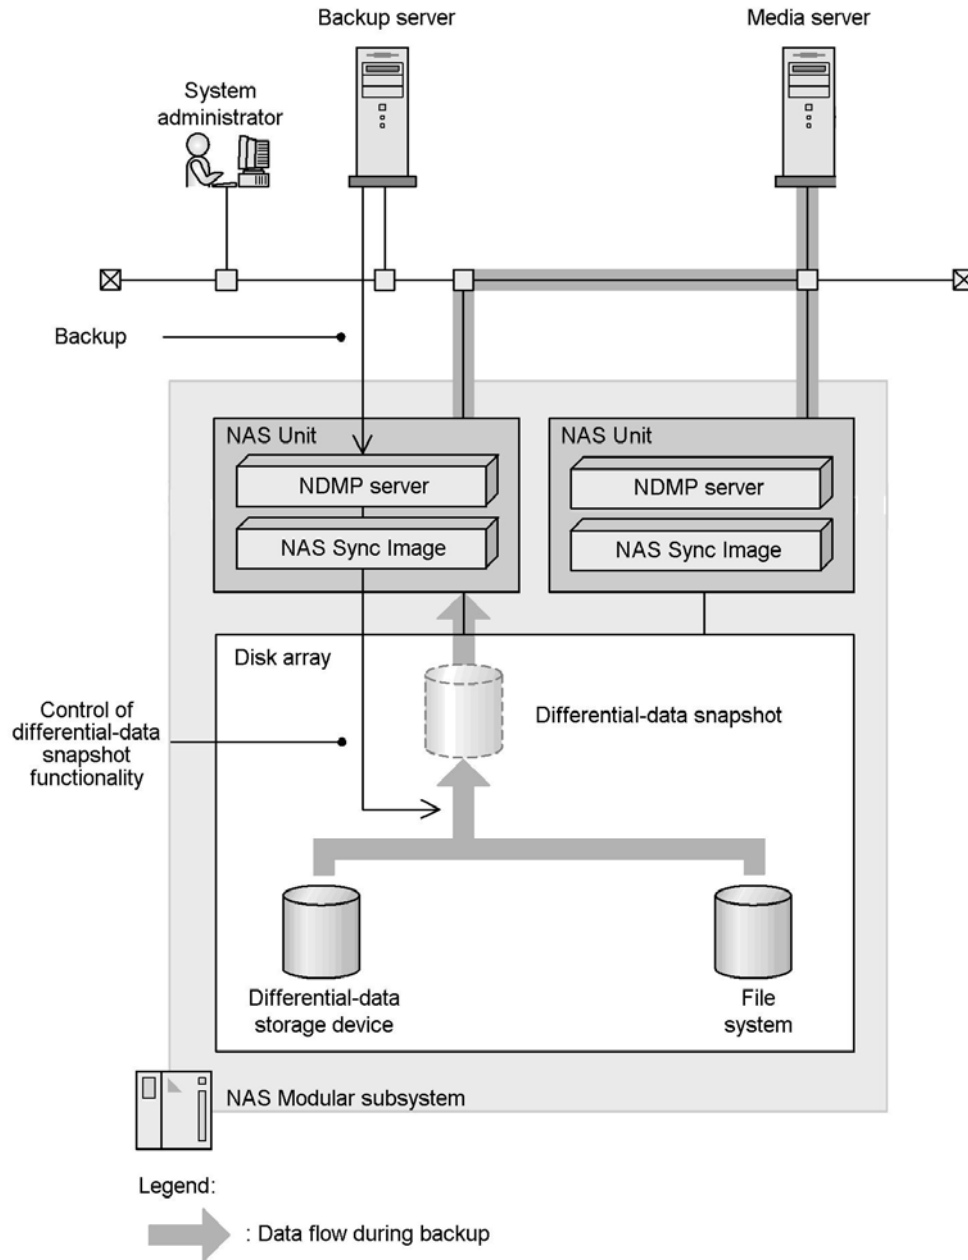 Backup server
Media server
System
administrator
Backup
NAS Unit
NDMP server
NAS Sync Image
NAS Unit
NDMP server
NAS Sync Image
Disk array
Differential-data snapshot
Control of
differential-data
snapshot
functionality
Differential-data
storage device
File
system
NAS Modular subsystem
Legend:
: Data flow during backup